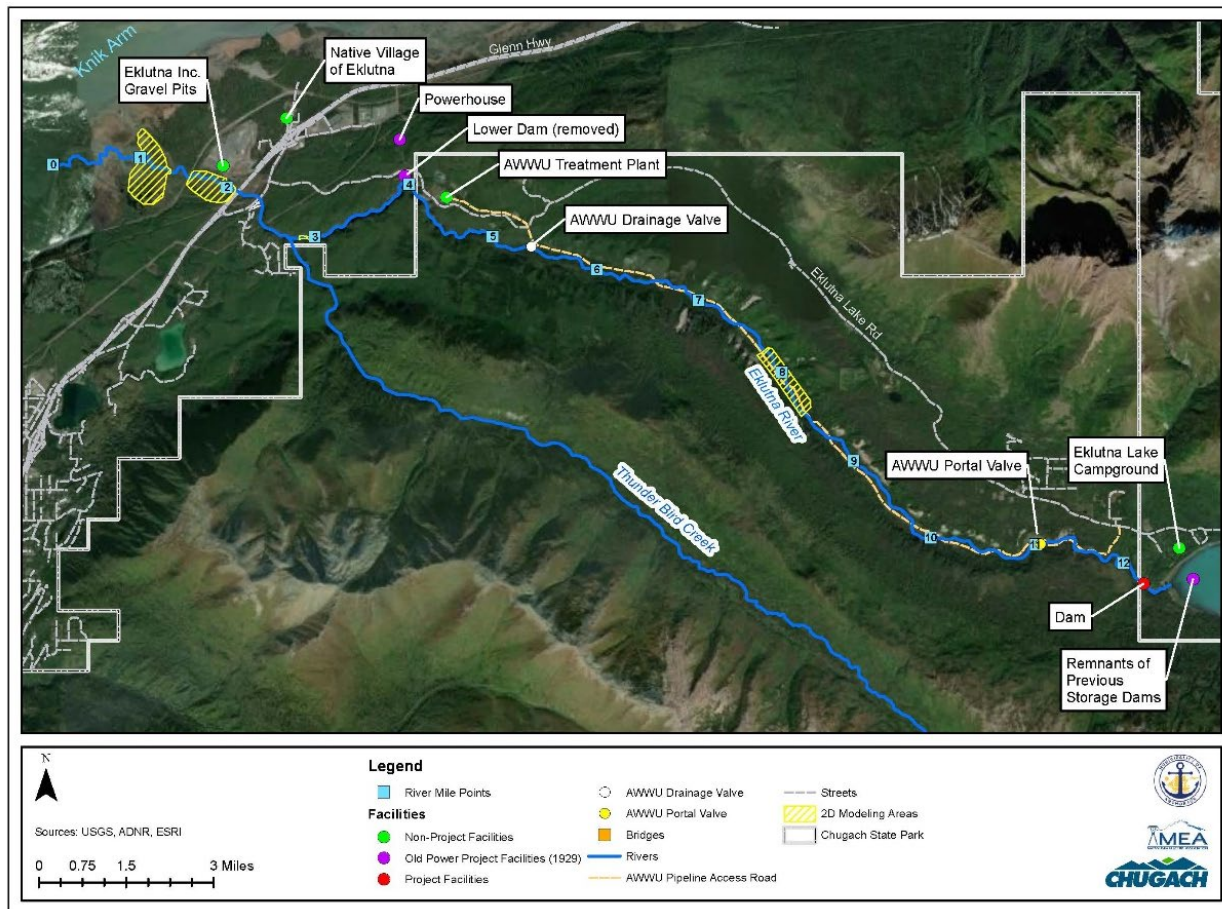 Knik Arm
Glenn Hwy
Eklutna Inc.
Gravel Pits
Native Village
of Eklutna
Powerhouse
Lower Dam (removed)
AWWU Treatment Plant
AWWU Drainage Valve
0
1
2
3
4
5
6
7
8
9
10
11
12
Eklutna Lake Rd
Eklutna River
Thunder Bird Creek
AWWU Portal Valve
Eklutna Lake
Campground
Dam
Remnants of
Previous
Storage Dams
N
Sources: USGS, ADNR, ESRI
0 0.75 1.5 3 Miles
Legend
River Mile Points
Facilities
Non-Project Facilities
Old Power Project Facilities (1929)
Project Facilities
AWWU Drainage Valve
AWWU Portal Valve
Bridges
Rivers
AWWU Pipeline Access Road
Streets
2D Modeling Areas
Chugach State Park
MEA
CHUGACH